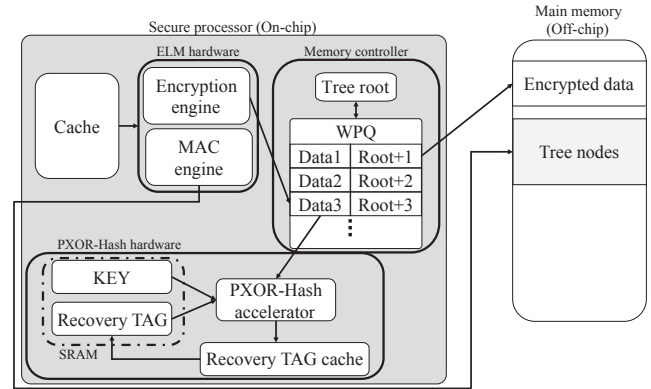 Secure processor (On-chip)
Main memory
(Off-chip)
ELM hardware
Memory controller
Encryption
engine
Tree root
Encrypted data
Cache
WPQ
MAC
engine
Data1 Root+1
Data2 Root+2
Data3 Root+3
Tree nodes
PXOR-Hash hardware
KEY
PXOR-Hash
accelerator
Recovery TAG
SRAM
Recovery TAG cache